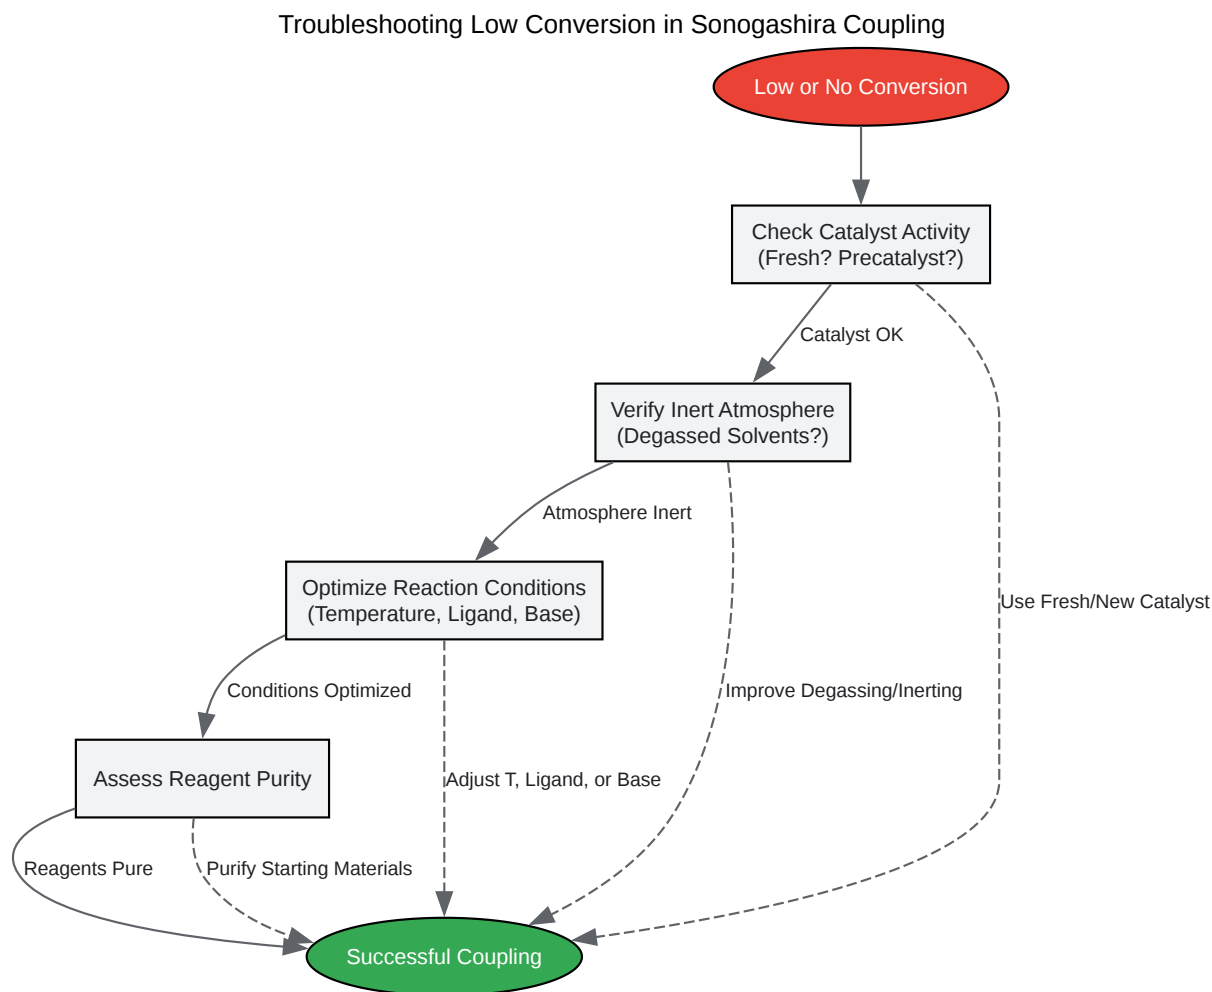 Troubleshooting Low Conversion in Sonogashira Coupling
Low or No Conversion
Check Catalyst Activity
(Fresh? Precatalyst?)
Catalyst OK
Verify Inert Atmosphere
(Degassed Solvents?)
Atmosphere Inert
Optimize Reaction Conditions
(Temperature, Ligand, Base)
Use Fresh/New Catalyst
Conditions Optimized
Improve Degassing/Inerting
Assess Reagent Purity
Adjust T, Ligand, or Base
Reagents Pure
Purify Starting Materials
Successful Coupling